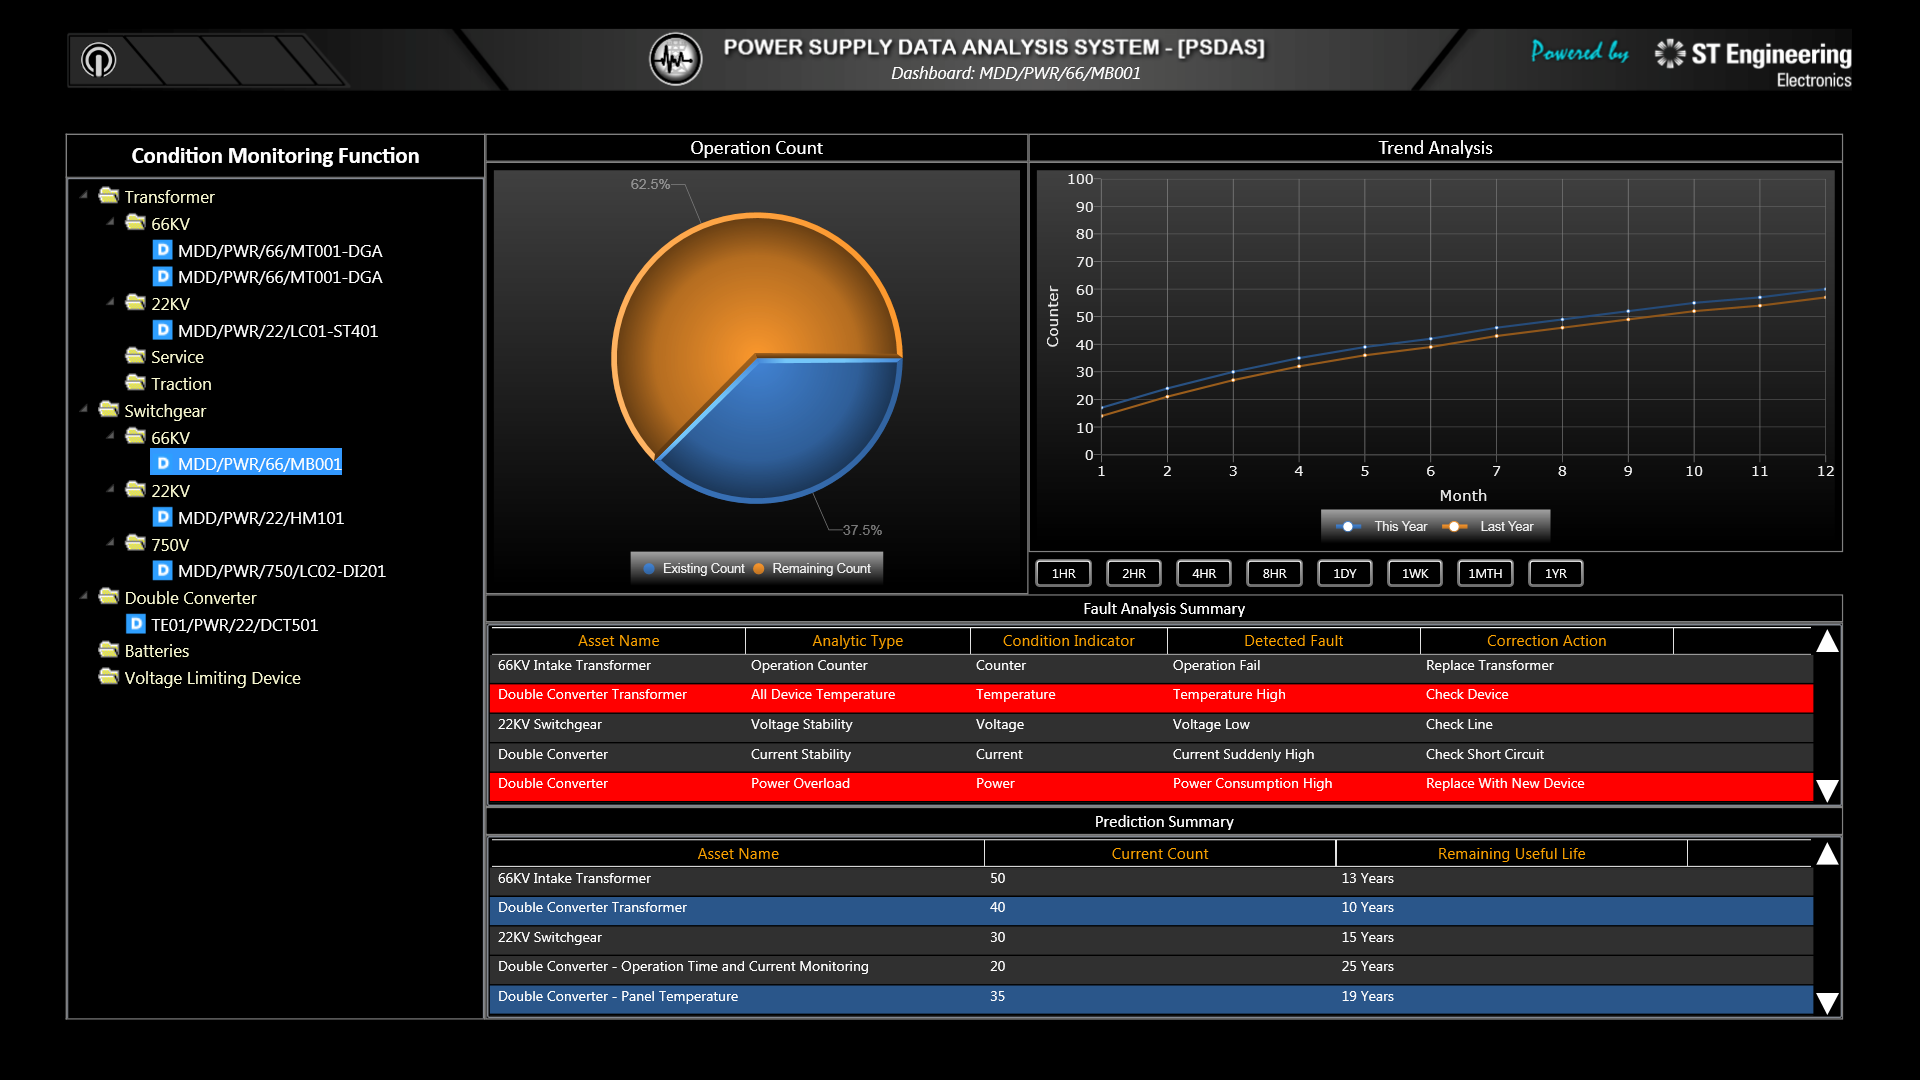 POWER SUPPLY DATA ANALYSIS SYSTEM - [PSDAS]
Dashboard: MDD/PWR/66/MB001
Powered by
ST Engineering
Electronics
Condition Monitoring Function
Transformer
66KV
D MDD/PWR/66/MT001-DGA
D MDD/PWR/66/MT001-DGA
22KV
D MDD/PWR/22/LC01-ST401
Service
Traction
Switchgear
66KV
D MDD/PWR/66/MB001
22KV
D MDD/PWR/22/HM101
750V
D MDD/PWR/750/LC02-DI201
Double Converter
D TE01/PWR/22/DCT501
Batteries
Voltage Limiting Device
Operation Count
62.5%
37.5%
Existing Count Remaining Count
Trend Analysis
100
90
80
70
60
50
40
30
20
10
0
Counter
1 2 3 4 5 6 7 8 9 10 11 12
Month
This Year Last Year
1HR 2HR 4HR 8HR 1DY 1WK 1MTH 1YR
Fault Analysis Summary
Asset Name Analytic Type Condition Indicator Detected Fault Correction Action
66KV Intake Transformer Operation Counter Counter Operation Fail Replace Transformer
Double Converter Transformer All Device Temperature Temperature Temperature High Check Device
22KV Switchgear Voltage Stability Voltage Voltage Low Check Line
Double Converter Current Stability Current Current Suddenly High Check Short Circuit
Double Converter Power Overload Power Power Consumption High Replace With New Device
Prediction Summary
Asset Name Current Count Remaining Useful Life
66KV Intake Transformer 50 13 Years
Double Converter Transformer 40 10 Years
22KV Switchgear 30 15 Years
Double Converter - Operation Time and Current Monitoring 20 25 Years
Double Converter - Panel Temperature 35 19 Years